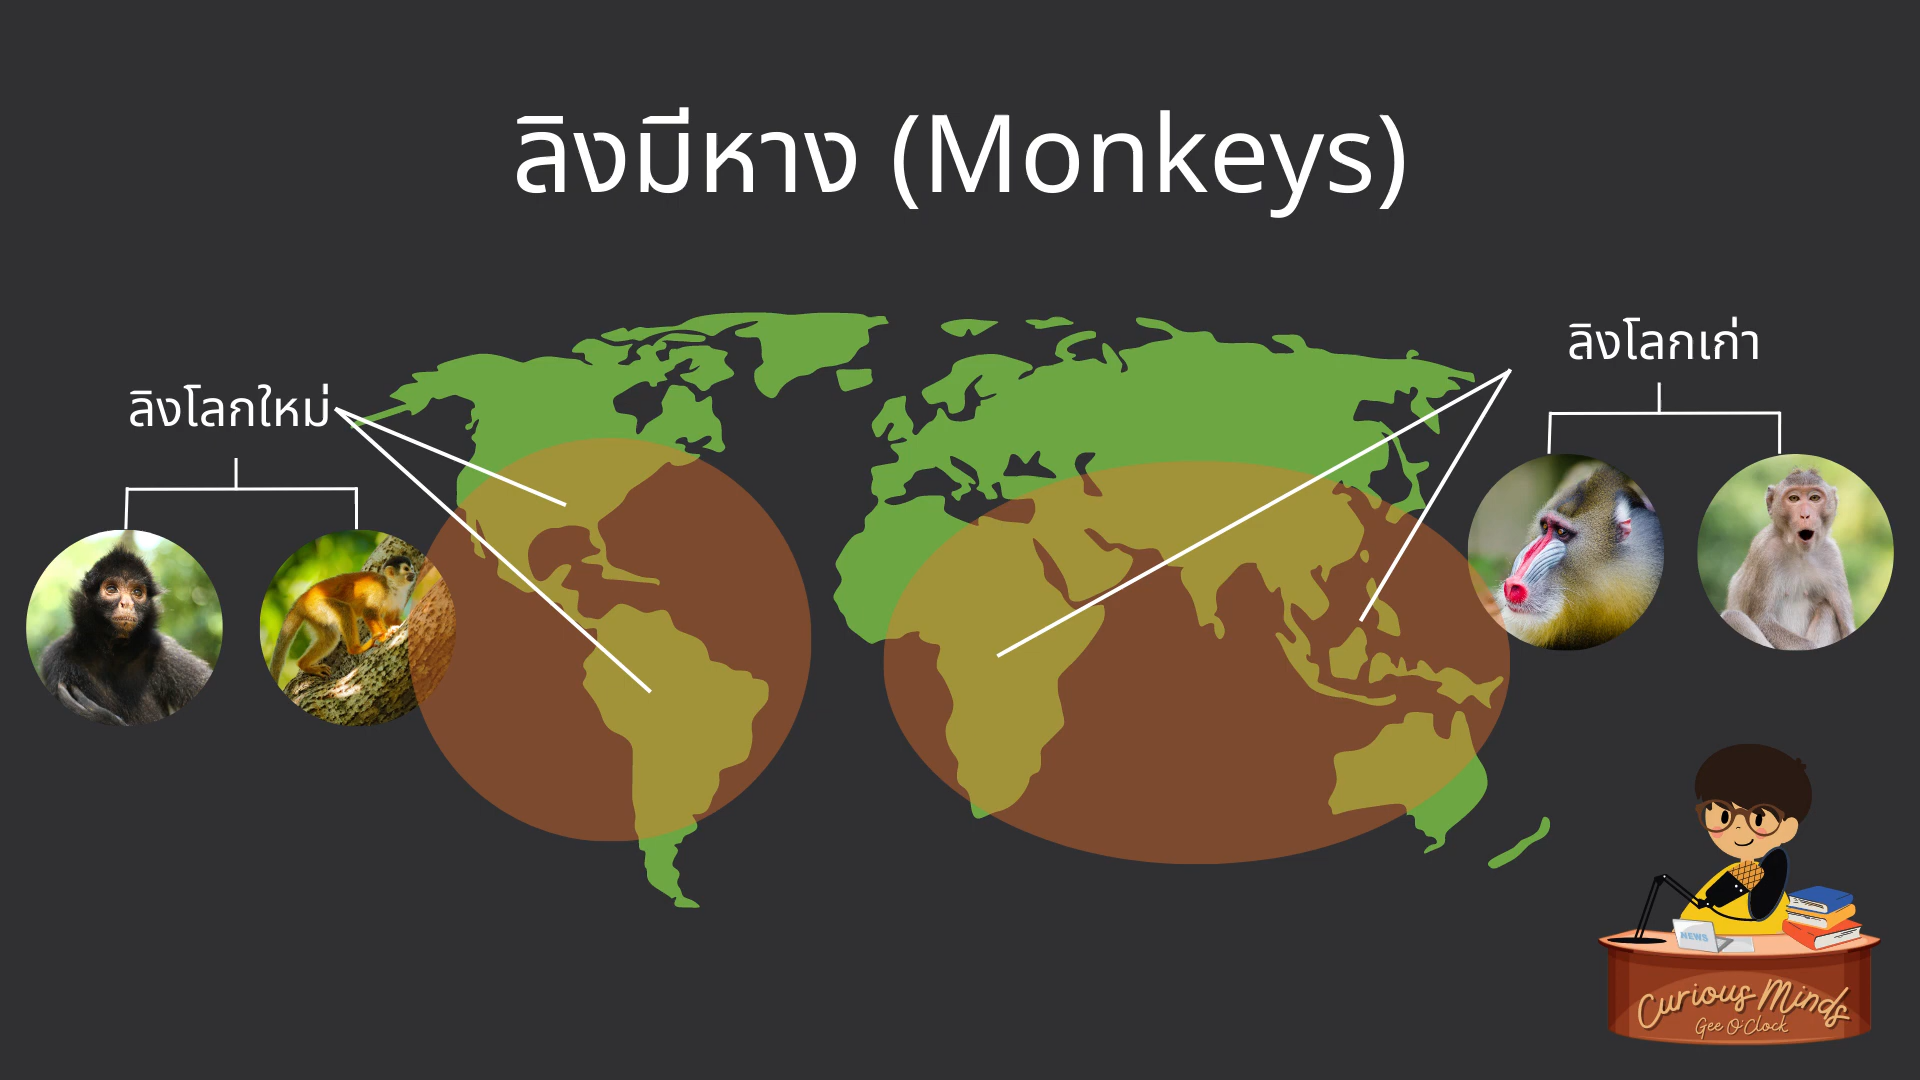 ลิงมีหาง (Monkeys)
ลิงโลกเก่า
ลิงโลกใหม่
NEWS
Curious Minds
Gee O'Clock